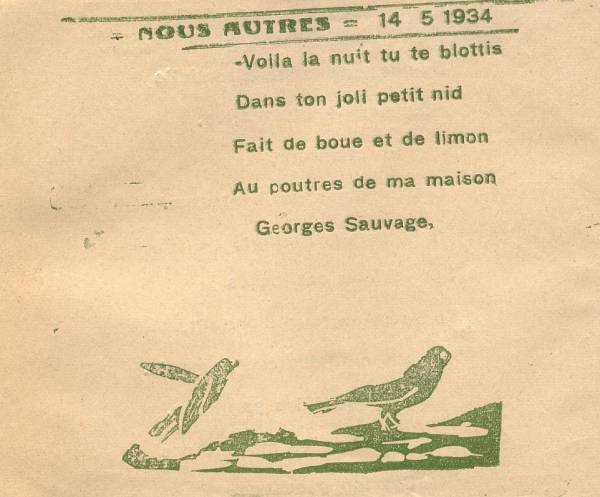 = NOUS AUTRES = 14 5 1934
-Voila la nuit tu te blottis
Dans ton joli petit nid
Fait de boue et de limon
Au poutres de ma maison
Georges Sauvage,